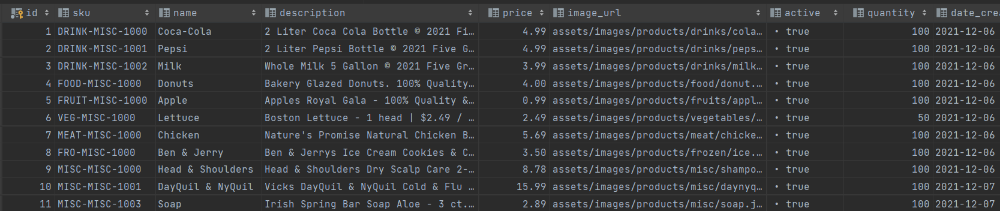 id sku name description price image_url active quantity date_cre
1 DRINK-MISC-1000 Coca-Cola 2 Liter Coca Cola Bottle © 2021 Fi… 4.99 assets/images/products/drinks/cola… • true 100 2021-12-06
2 DRINK-MISC-1001 Pepsi 2 Liter Pepsi Bottle © 2021 Five G… 4.99 assets/images/products/drinks/peps… • true 100 2021-12-06
3 DRINK-MISC-1002 Milk Whole Milk 5 Gallon © 2021 Five Gr… 3.99 assets/images/products/drinks/milk… • true 100 2021-12-06
4 FOOD-MISC-1000 Donuts Bakery Glazed Donuts. 100% Quality… 4.00 assets/images/products/food/donut.… • true 100 2021-12-06
5 FRUIT-MISC-1000 Apple Apples Royal Gala - 100% Quality &… 0.99 assets/images/products/fruits/appl… • true 100 2021-12-06
6 VEG-MISC-1000 Lettuce Boston Lettuce - 1 head | $2.49 / … 2.49 assets/images/products/vegetables/… • true 50 2021-12-06
7 MEAT-MISC-1000 Chicken Nature's Promise Natural Chicken B… 5.69 assets/images/products/meat/chicke… • true 100 2021-12-06
8 FRO-MISC-1000 Ben & Jerry Ben & Jerrys Ice Cream Cookies & C… 3.50 assets/images/products/frozen/ice.… • true 100 2021-12-06
9 MISC-MISC-1000 Head & Shoulders Head & Shoulders Dry Scalp Care 2-… 8.78 assets/images/products/misc/shampo… • true 100 2021-12-06
10 MISC-MISC-1001 DayQuil & NyQuil Vicks DayQuil & NyQuil Cold & Flu … 15.99 assets/images/products/misc/daynyq… • true 100 2021-12-07
11 MISC-MISC-1003 Soap Irish Spring Bar Soap Aloe - 3 ct.… 2.89 assets/images/products/misc/soap.j… • true 100 2021-12-07